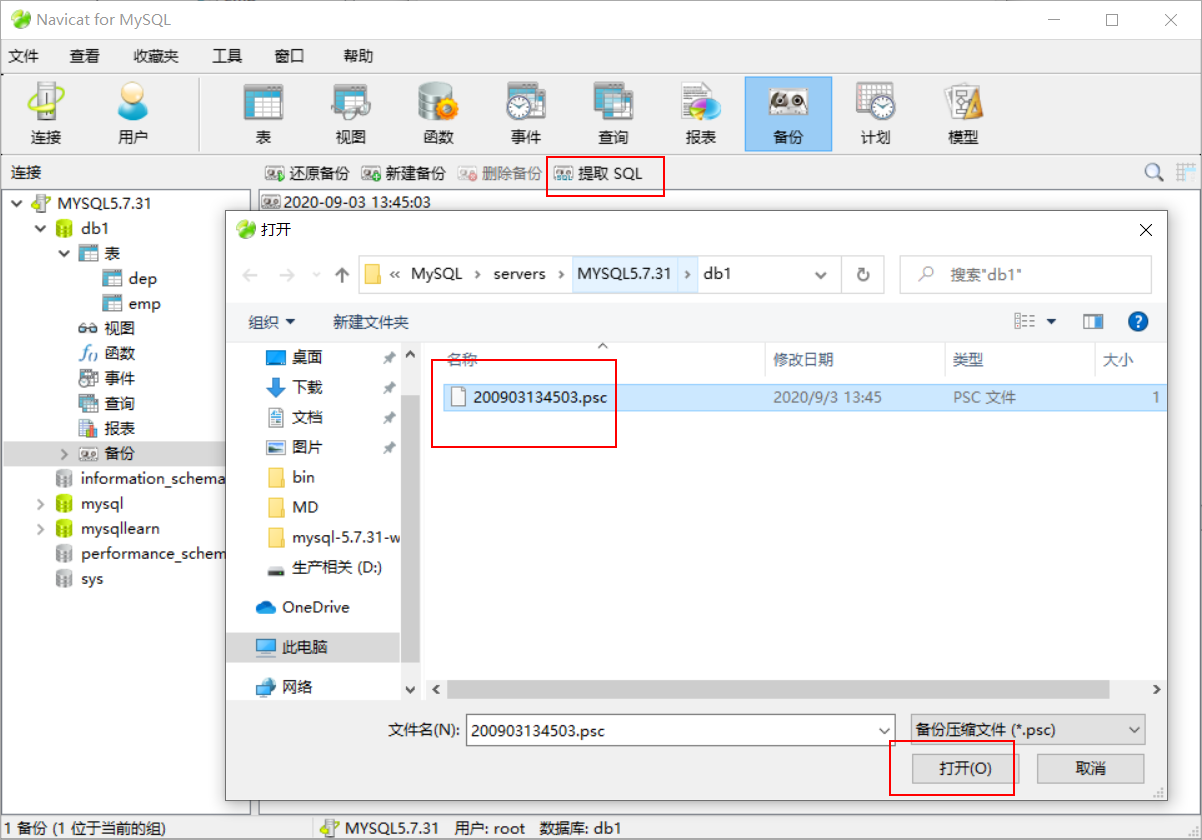 Navicat for MySQL
文件 查看 收藏夹 工具 窗口 帮助
连接 用户 表 视图 函数 事件 查询 报表 备份 计划 模型
连接 还原备份 新建备份 删除备份 提取 SQL
2020-09-03 13:45:03
MYSQL5.7.31
db1
表
dep
emp
视图
函数
事件
查询
报表
备份
information_schema
mysql
mysqllearn
performance_schem
sys
打开
« MySQL › servers › MYSQL5.7.31 › db1 搜索"db1"
组织 新建文件夹
名称 修改日期 类型 大小
200903134503.psc 2020/9/3 13:45 PSC 文件 1
桌面
下载
文档
图片
bin
MD
mysql-5.7.31-w
生产相关 (D:)
OneDrive
此电脑
网络
文件名(N): 200903134503.psc 备份压缩文件 (*.psc)
打开(O) 取消
1 备份 (1 位于当前的组) MYSQL5.7.31 用户: root 数据库: db1